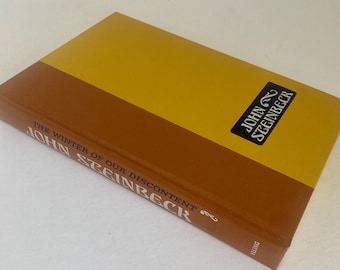 JOHN
STEINBECK
THE WINTER OF OUR DISCONTENT
JOHN STEINBECK